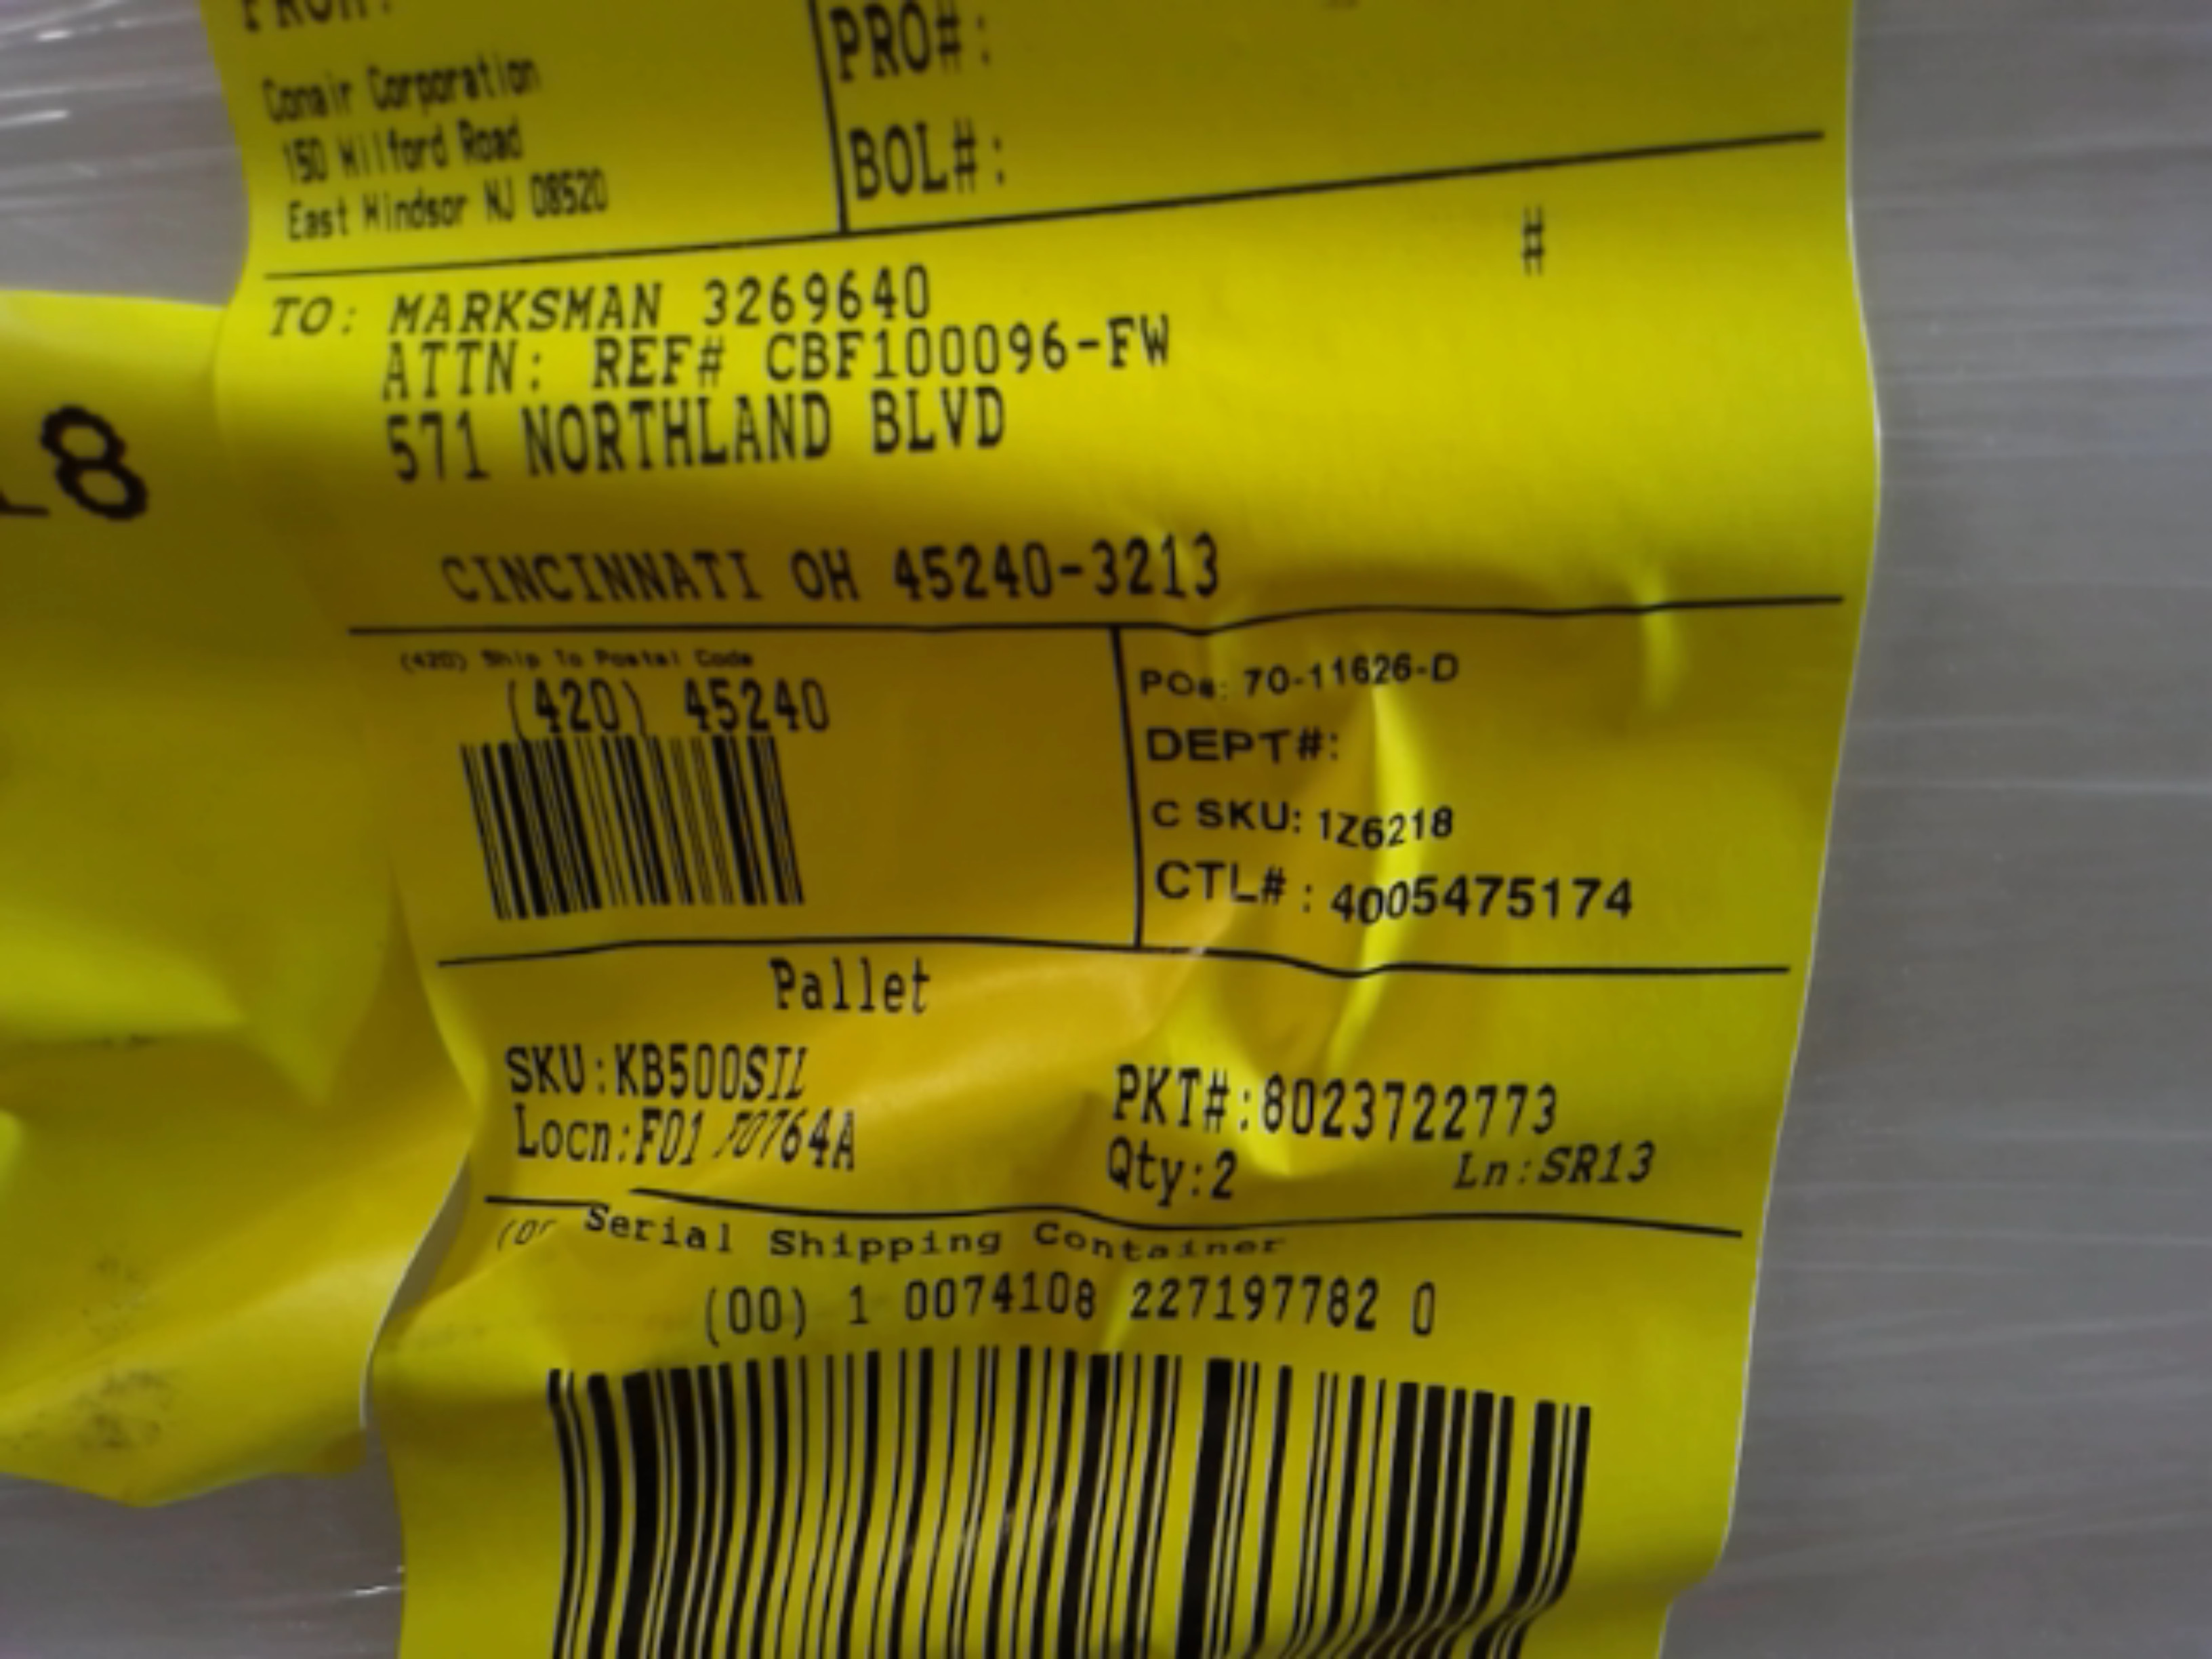 FROM:
Conair Corporation
150 Milford Road
East Windsor NJ 08520
PRO#:
BOL#:
#
TO: MARKSMAN 3269640
ATTN: REF# CBF100096-FW
571 NORTHLAND BLVD
CINCINNATI OH 45240-3213
(420) Ship To Postal Code
(420) 45240
PO#: 70-11626-D
DEPT#:
C SKU: 1Z6218
CTL# : 4005475174
Pallet
SKU:KB500SIL
Locn:F01
PKT#:8023722773
Qty:2 Ln:SR13
Serial Shipping Container
(00) 1 0074108 227197782 0
8